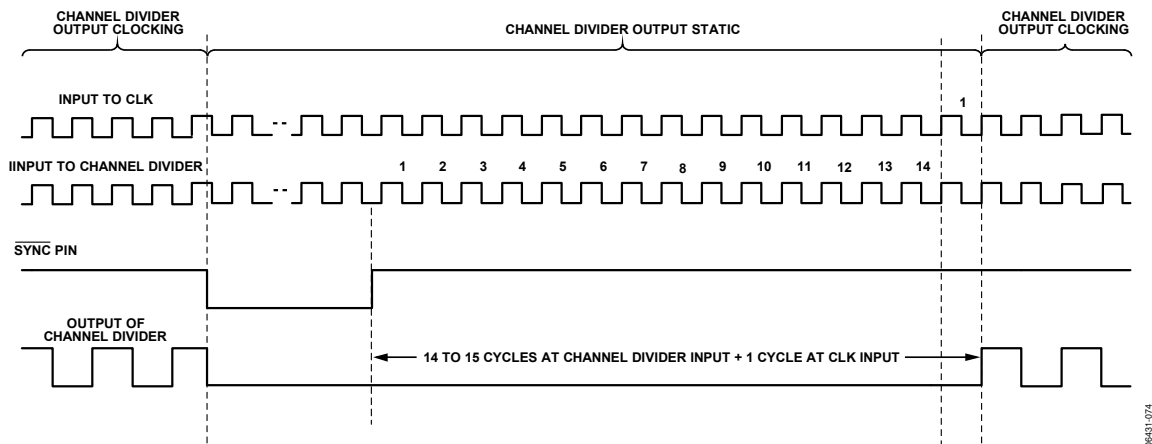 CHANNEL DIVIDER
OUTPUT CLOCKING
CHANNEL DIVIDER OUTPUT STATIC
CHANNEL DIVIDER
OUTPUT CLOCKING
INPUT TO CLK
1
IINPUT TO CHANNEL DIVIDER
1 2 3 4 5 6 7 8 9 10 11 12 13 14
SYNC PIN
OUTPUT OF
CHANNEL DIVIDER
14 TO 15 CYCLES AT CHANNEL DIVIDER INPUT + 1 CYCLE AT CLK INPUT
06431-074